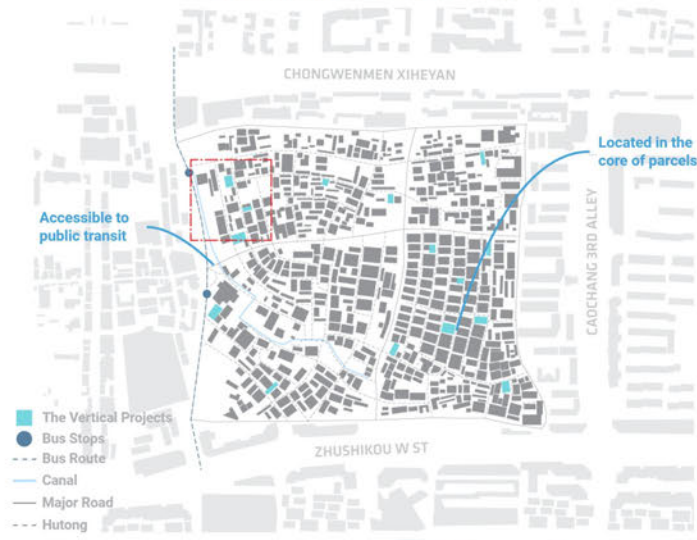 CHONGWENMEN XIHEYAN
Located in the
core of parcels
Accessible to
public transit
CAOCHANG 3RD ALLEY
The Vertical Projects
Bus Stops
Bus Route
Canal
Major Road
Hutong
ZHUSHIKOU W ST